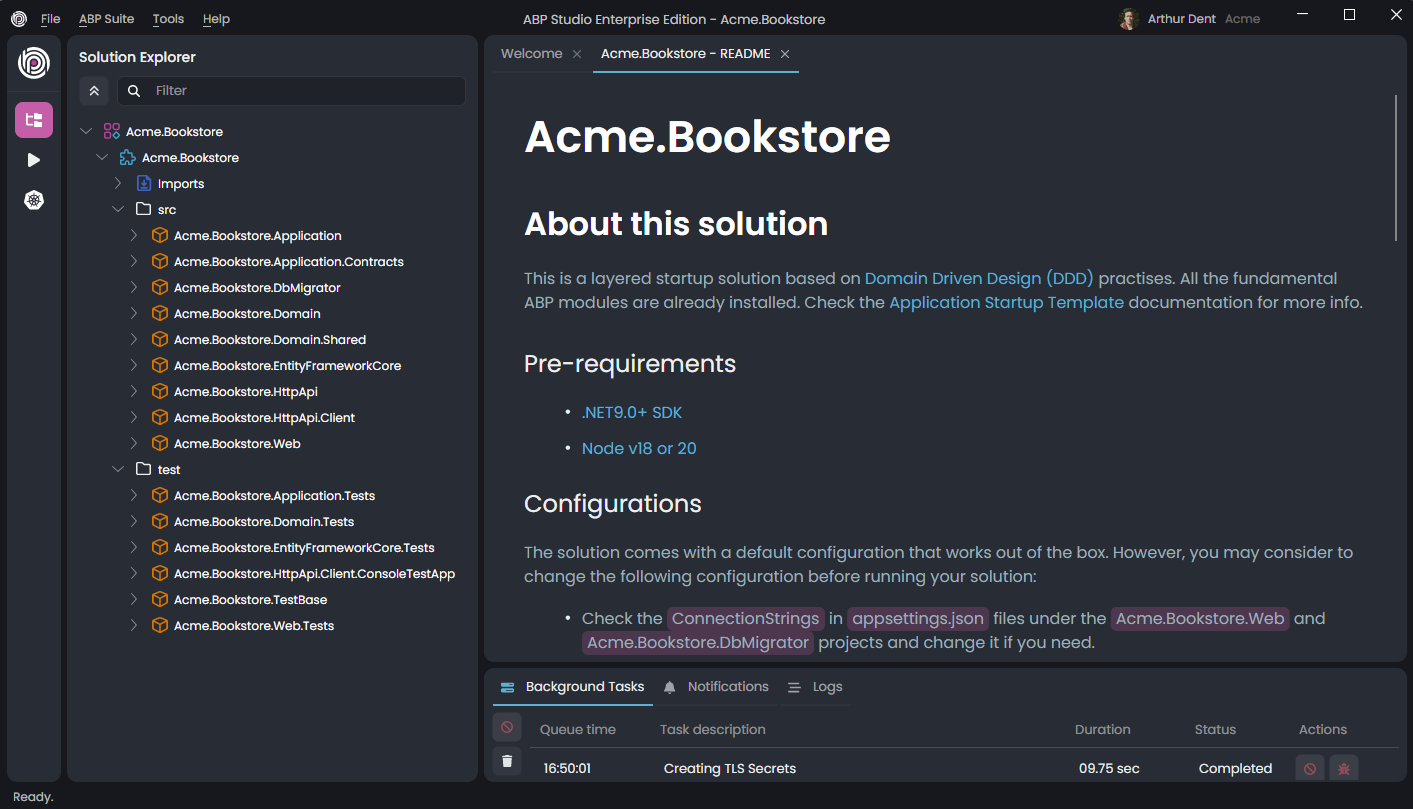 File ABP Suite Tools Help ABP Studio Enterprise Edition - Acme.Bookstore Arthur Dent Acme
Solution Explorer
Filter
Acme.Bookstore
Acme.Bookstore
Imports
src
Acme.Bookstore.Application
Acme.Bookstore.Application.Contracts
Acme.Bookstore.DbMigrator
Acme.Bookstore.Domain
Acme.Bookstore.Domain.Shared
Acme.Bookstore.EntityFrameworkCore
Acme.Bookstore.HttpApi
Acme.Bookstore.HttpApi.Client
Acme.Bookstore.Web
test
Acme.Bookstore.Application.Tests
Acme.Bookstore.Domain.Tests
Acme.Bookstore.EntityFrameworkCore.Tests
Acme.Bookstore.HttpApi.Client.ConsoleTestApp
Acme.Bookstore.TestBase
Acme.Bookstore.Web.Tests
Welcome Acme.Bookstore - README
Acme.Bookstore
About this solution
This is a layered startup solution based on Domain Driven Design (DDD) practises. All the fundamental
ABP modules are already installed. Check the Application Startup Template documentation for more info.
Pre-requirements
• .NET9.0+ SDK
• Node v18 or 20
Configurations
The solution comes with a default configuration that works out of the box. However, you may consider to
change the following configuration before running your solution:
• Check the ConnectionStrings in appsettings.json files under the Acme.Bookstore.Web and
Acme.Bookstore.DbMigrator projects and change it if you need.
Background Tasks Notifications Logs
Queue time Task description Duration Status Actions
16:50:01 Creating TLS Secrets 09.75 sec Completed
Ready.